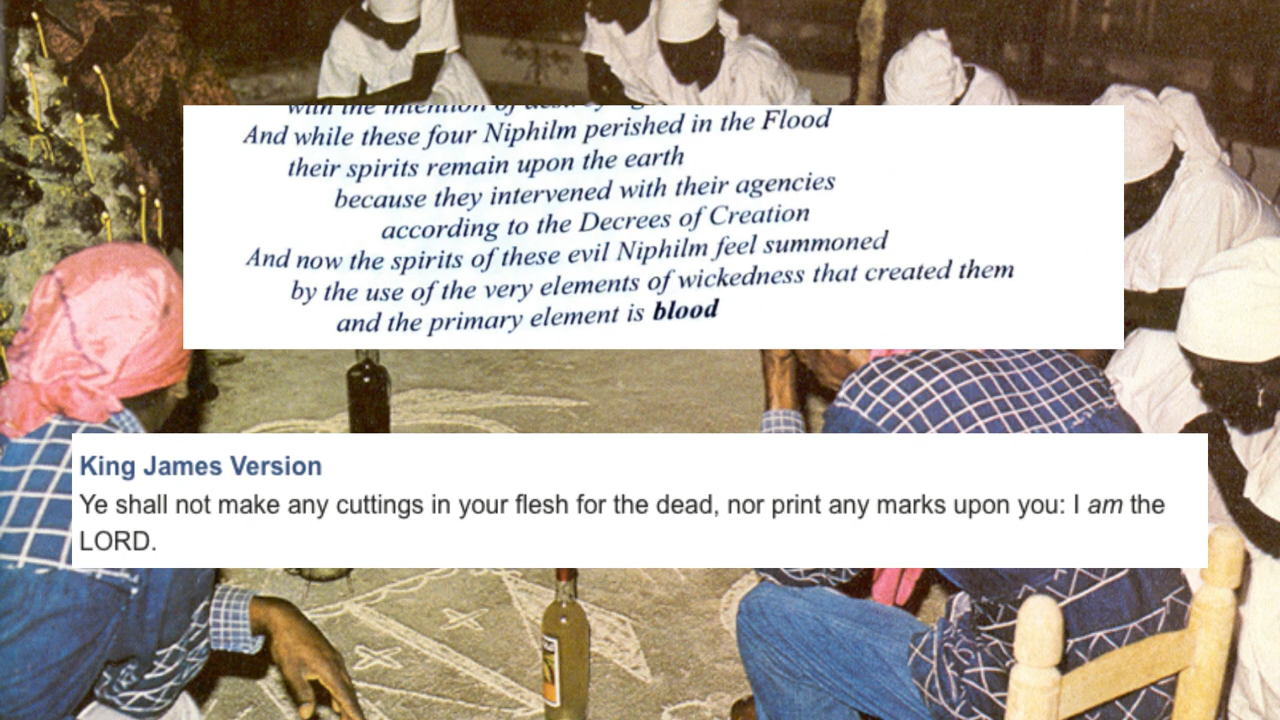 with the intention of
And while these four Niphilm perished in the Flood
their spirits remain upon the earth
because they intervened with their agencies
according to the Decrees of Creation
And now the spirits of these evil Niphilm feel summoned
by the use of the very elements of wickedness that created them
and the primary element is blood
King James Version
Ye shall not make any cuttings in your flesh for the dead, nor print any marks upon you: I am the
LORD.